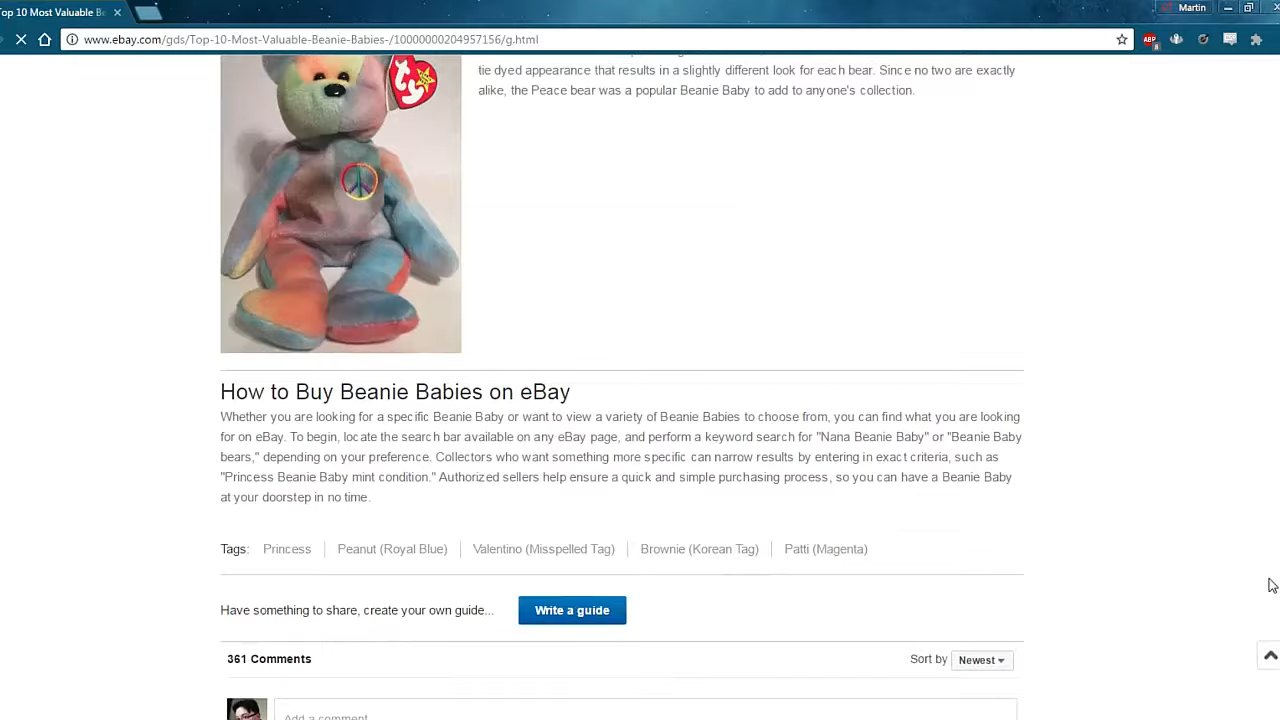 Top 10 Most Valuable Be
Martin
www.ebay.com/gds/Top-10-Most-Valuable-Beanie-Babies-/10000000204957156/g.html
ABP
8
ty
tie dyed appearance that results in a slightly different look for each bear. Since no two are exactly
alike, the Peace bear was a popular Beanie Baby to add to anyone's collection.
How to Buy Beanie Babies on eBay
Whether you are looking for a specific Beanie Baby or want to view a variety of Beanie Babies to choose from, you can find what you are looking
for on eBay. To begin, locate the search bar available on any eBay page, and perform a keyword search for "Nana Beanie Baby" or "Beanie Baby
bears," depending on your preference. Collectors who want something more specific can narrow results by entering in exact criteria, such as
"Princess Beanie Baby mint condition." Authorized sellers help ensure a quick and simple purchasing process, so you can have a Beanie Baby
at your doorstep in no time.
Tags: Princess Peanut (Royal Blue) Valentino (Misspelled Tag) Brownie (Korean Tag) Patti (Magenta)
Have something to share, create your own guide... Write a guide
361 Comments Sort by Newest
Add a comment